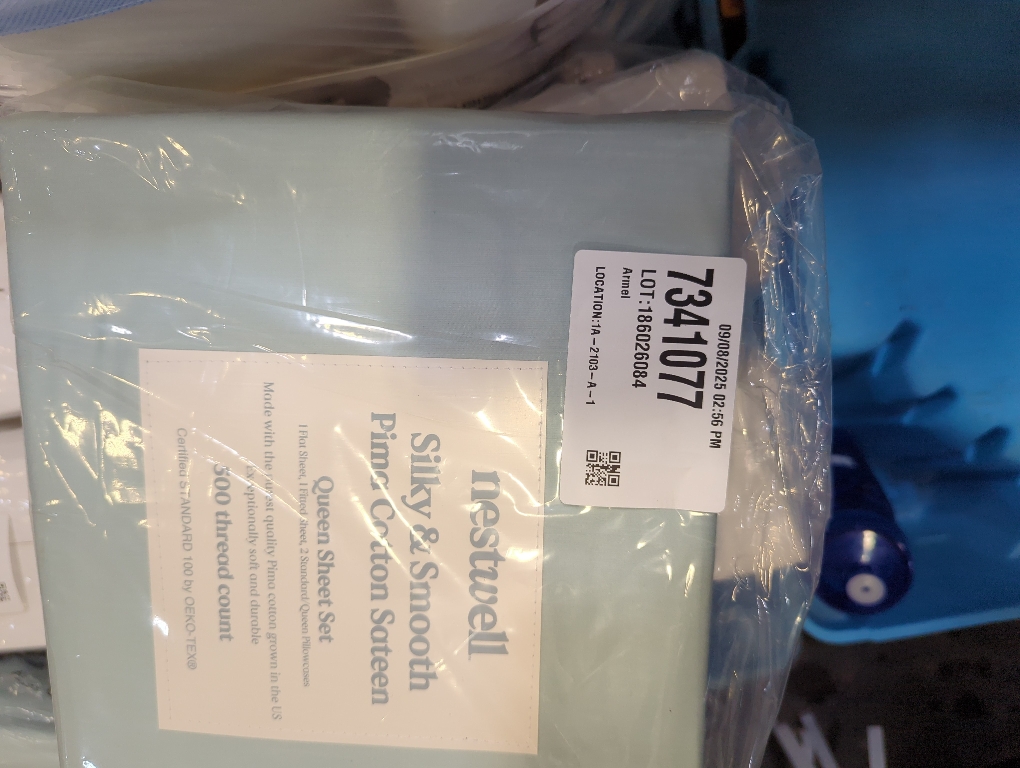 09/08/2025 02:56 PM
7341077
LOT:186026084
Armel
LOCATION:1A-2103-A-1
nestwell
Silky & Smooth
Pima Cotton Sateen
Queen Sheet Set
1 Flat Sheet, 1 Fitted Sheet, 2 Standard/Queen Pillowcases
Made with the purest quality Pima cotton grown in the US
Exceptionally soft and durable
500 thread count
Certified STANDARD 100 by OEKO-TEX®